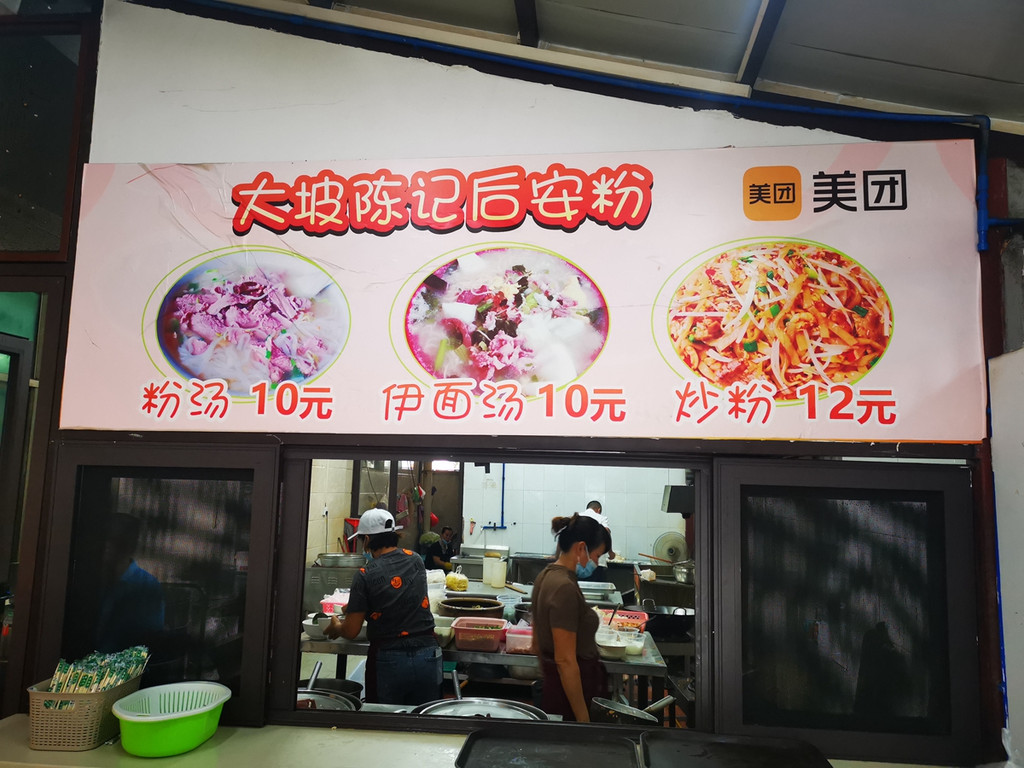 大坡陈记后安粉
美团 美团
粉汤 10元
伊面汤 10元
炒粉 12元